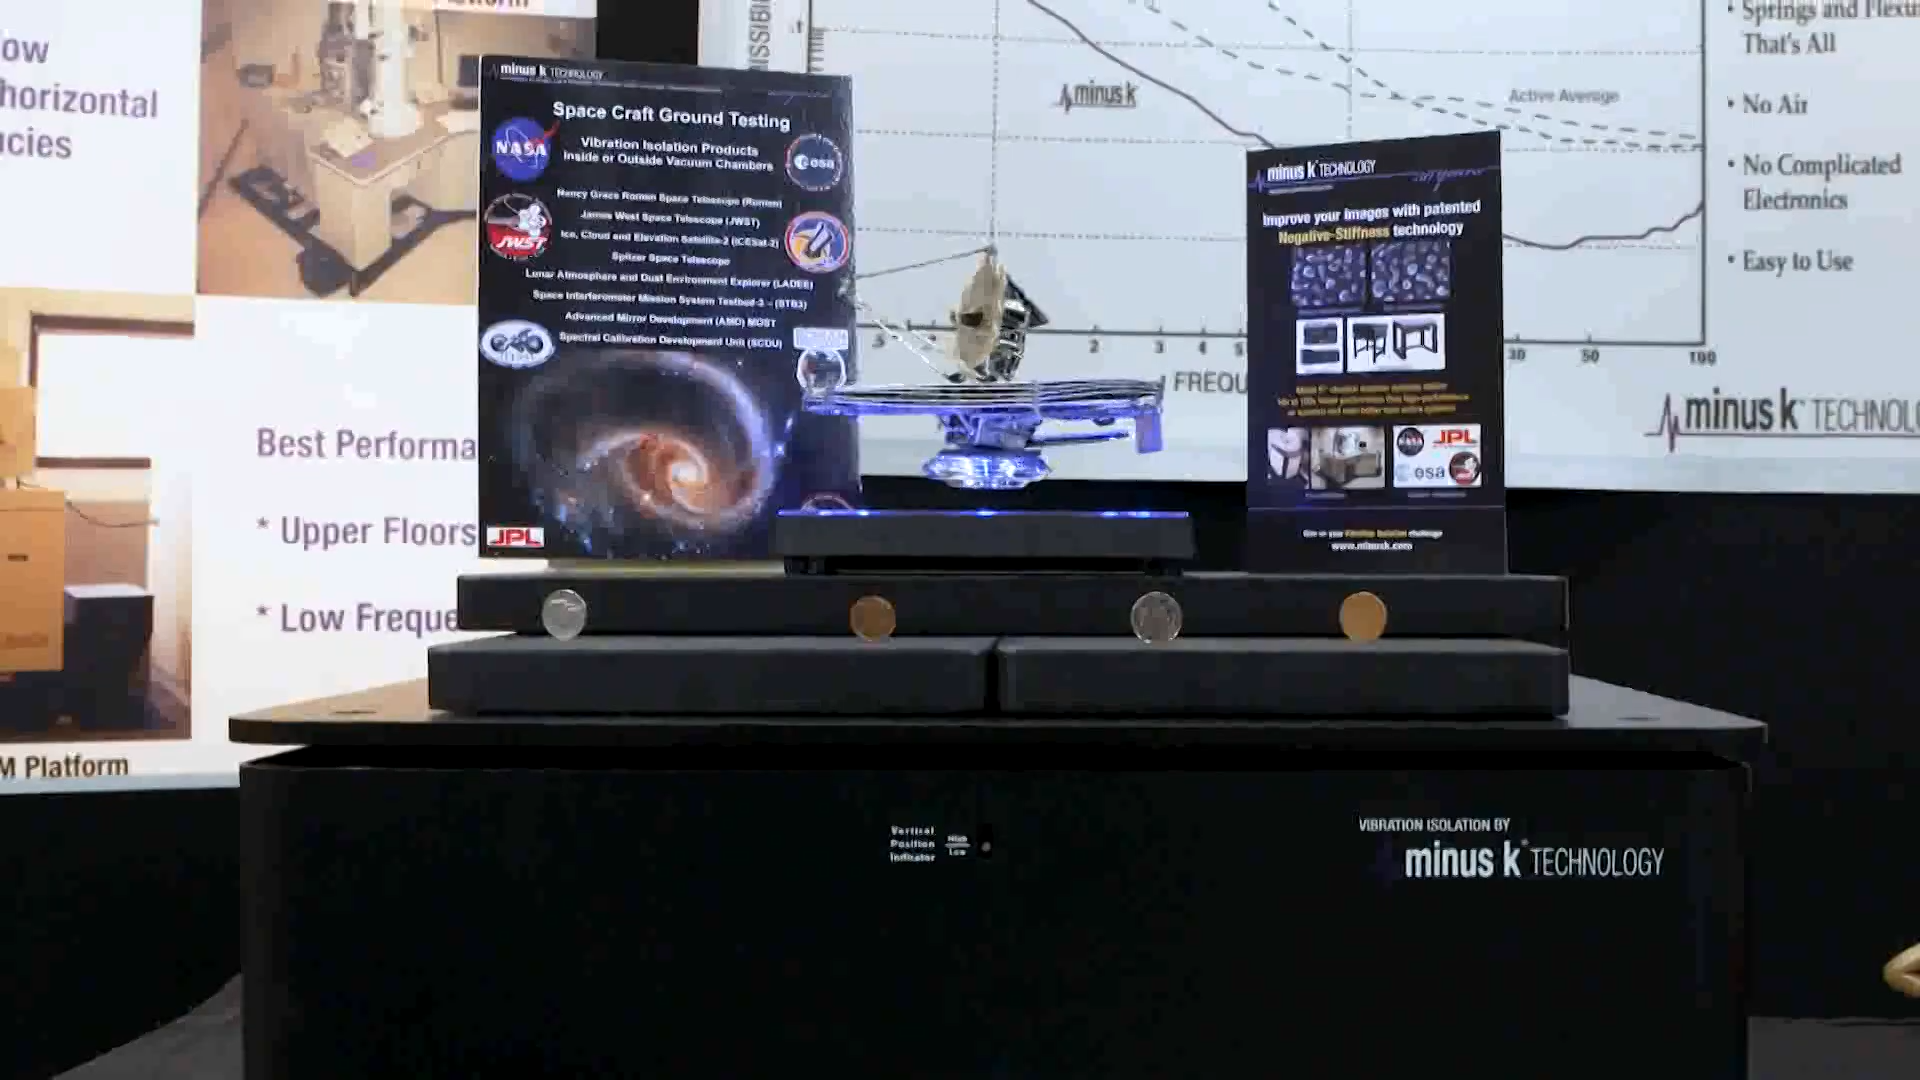 ow
horizontal
cies
Best Performa
* Upper Floors
* Low Freque
M Platform
minus k TECHNOLOGY
Space Craft Ground Testing
NASA
esa
Vibration Isolation Products
Inside or Outside Vacuum Chambers
Nancy Grace Roman Space Telescope (Roman)
James West Space Telescope (JWST)
JWST
Ice, Cloud and Elevation Satellite-2 (ICESat-2)
Spitzer Space Telescope
Lunar Atmosphere and Dust Environment Explorer (LADEE)
Space Interferometer Mission System Testbed-3 - (STB3)
Advanced Mirror Development (AMD) MOST
Spectral Calibration Development Unit (SCDU)
JPL
minus k
Active Average
.5 2 3 4 5 30 50 100
FREQU
minus k TECHNOLO
• Springs and Flexu
That's All
• No Air
• No Complicated
Electronics
• Easy to Use
minus k TECHNOLOGY
Improve your images with patented
Negative-Stiffness technology
NASA JPL
esa
www.minusk.com
Vertical
Position
Indicator
High
Low
VIBRATION ISOLATION BY
minus k TECHNOLOGY